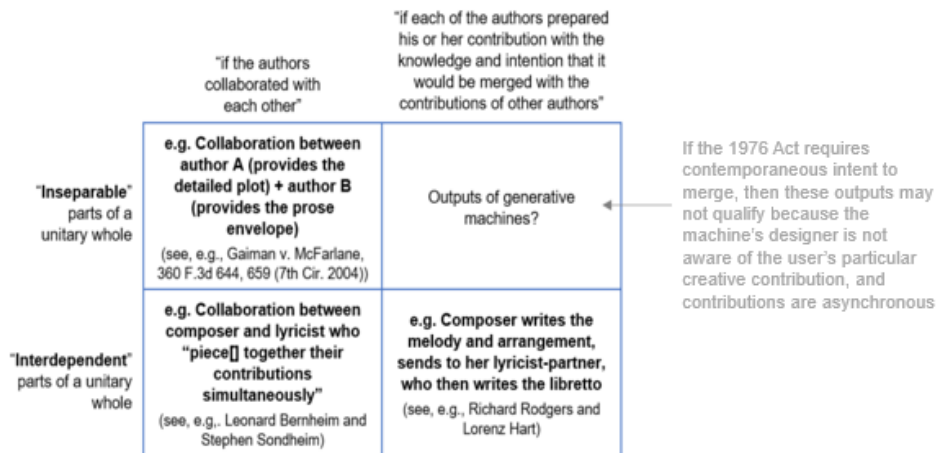 "if the authors
collaborated with
each other"
"if each of the authors prepared
his or her contribution with the
knowledge and intention that it
would be merged with the
contributions of other authors"
"Inseparable"
parts of a
unitary whole
e.g. Collaboration between
author A (provides the
detailed plot) + author B
(provides the prose
envelope)
(see, e.g., Gaiman v. McFarlane,
360 F.3d 644, 659 (7th Cir. 2004))
Outputs of generative
machines?
If the 1976 Act requires
contemporaneous intent to
merge, then these outputs may
not qualify because the
machine's designer is not
aware of the user's particular
creative contribution, and
contributions are asynchronous
"Interdependent"
parts of a unitary
whole
e.g. Collaboration between
composer and lyricist who
"piece[] together their
contributions
simultaneously"
(see, e.g,. Leonard Bernheim and
Stephen Sondheim)
e.g. Composer writes the
melody and arrangement,
sends to her lyricist-partner,
who then writes the libretto
(see, e.g., Richard Rodgers and
Lorenz Hart)